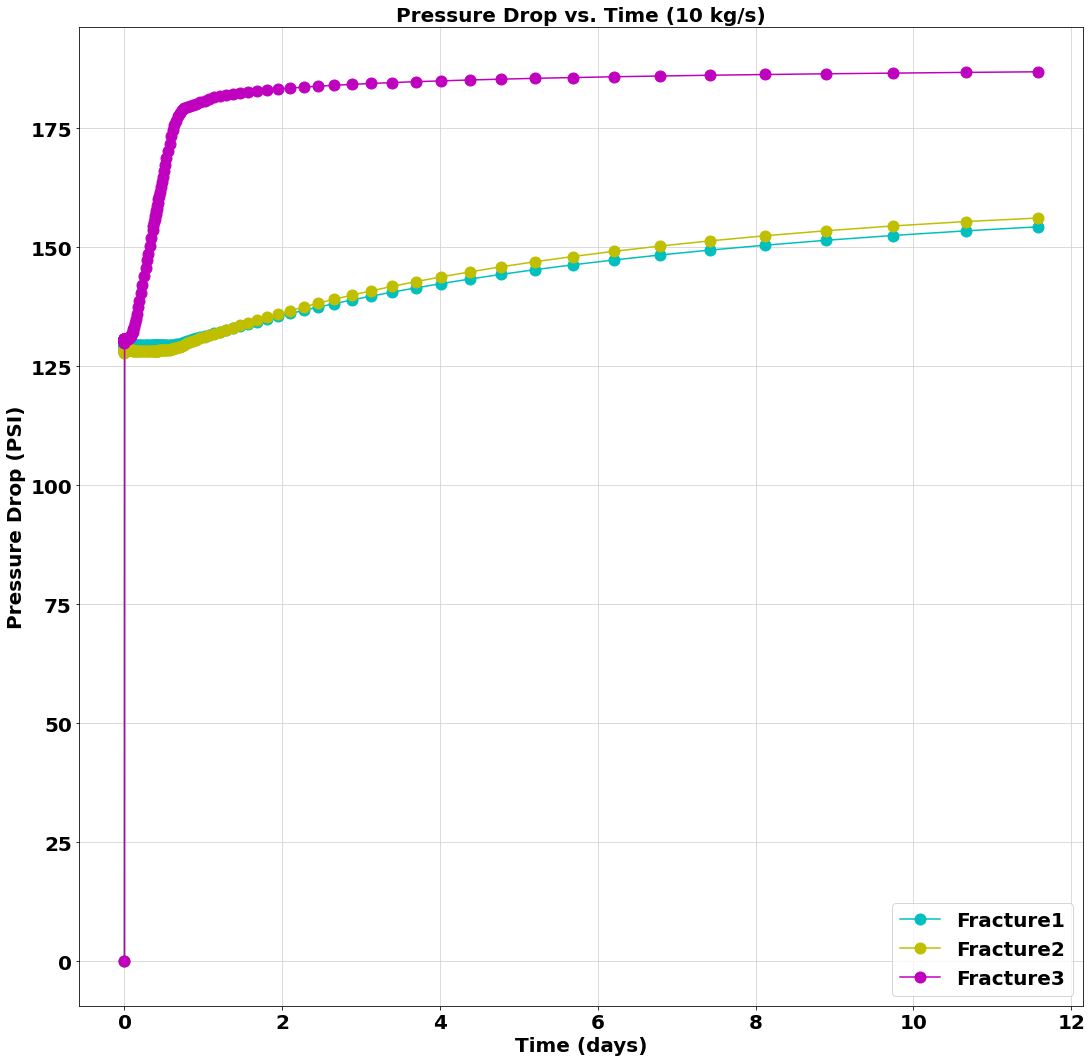 Pressure Drop vs. Time (10 kg/s)
Pressure Drop (PSI)
175
150
125
100
75
50
25
0
0 2 4 6 8 10 12
Time (days)
Fracture1
Fracture2
Fracture3